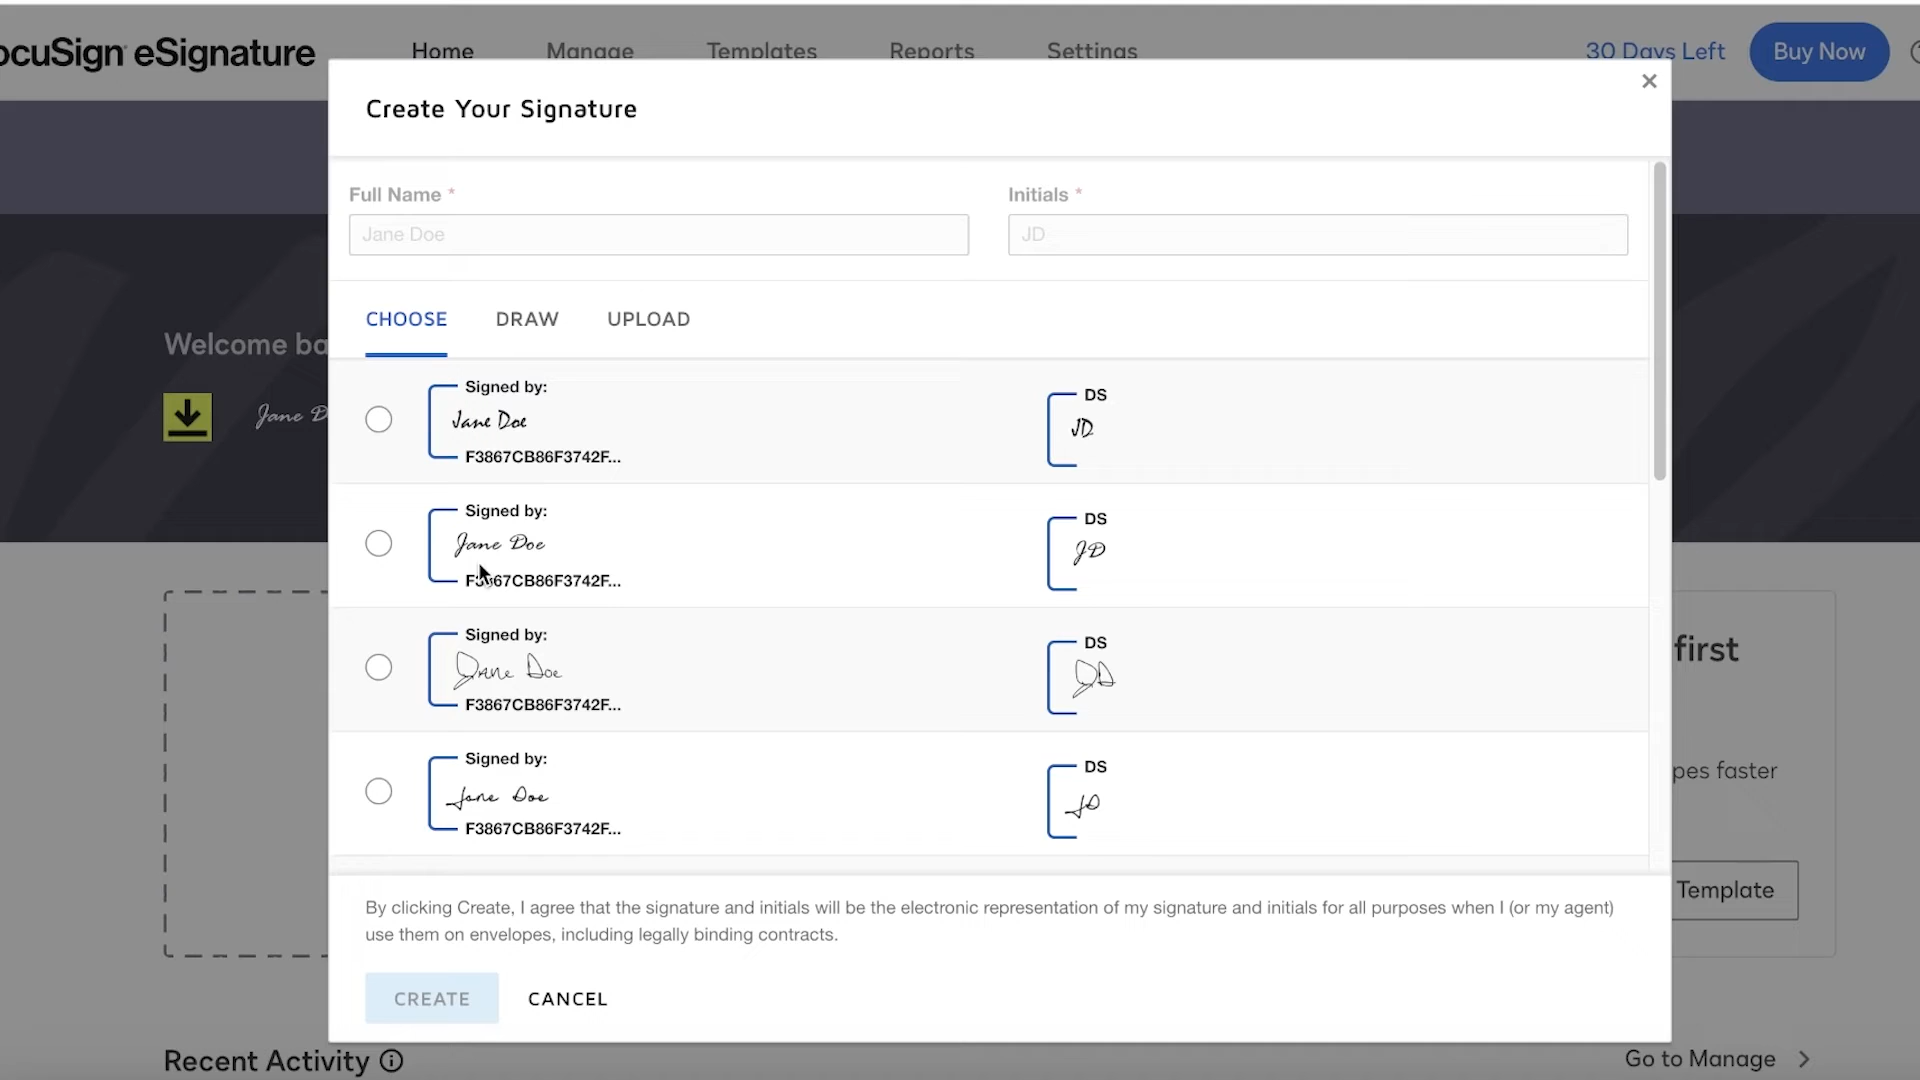 ocuSign eSignature
Home
Manage
Templates
Reports
Settings
30 Days Left
Buy Now
Create Your Signature
Full Name *
Initials *
Jane Doe
JD
CHOOSE
DRAW
UPLOAD
Welcome ba
Jane D
Signed by:
Jane Doe
F3867CB86F3742F...
DS
JD
Signed by:
Jane Doe
F3867CB86F3742F...
DS
JD
Signed by:
Jane Doe
F3867CB86F3742F...
DS
JD
Signed by:
Jane Doe
F3867CB86F3742F...
DS
JD
first
pes faster
Template
By clicking Create, I agree that the signature and initials will be the electronic representation of my signature and initials for all purposes when I (or my agent)
use them on envelopes, including legally binding contracts.
CREATE
CANCEL
Recent Activity
Go to Manage